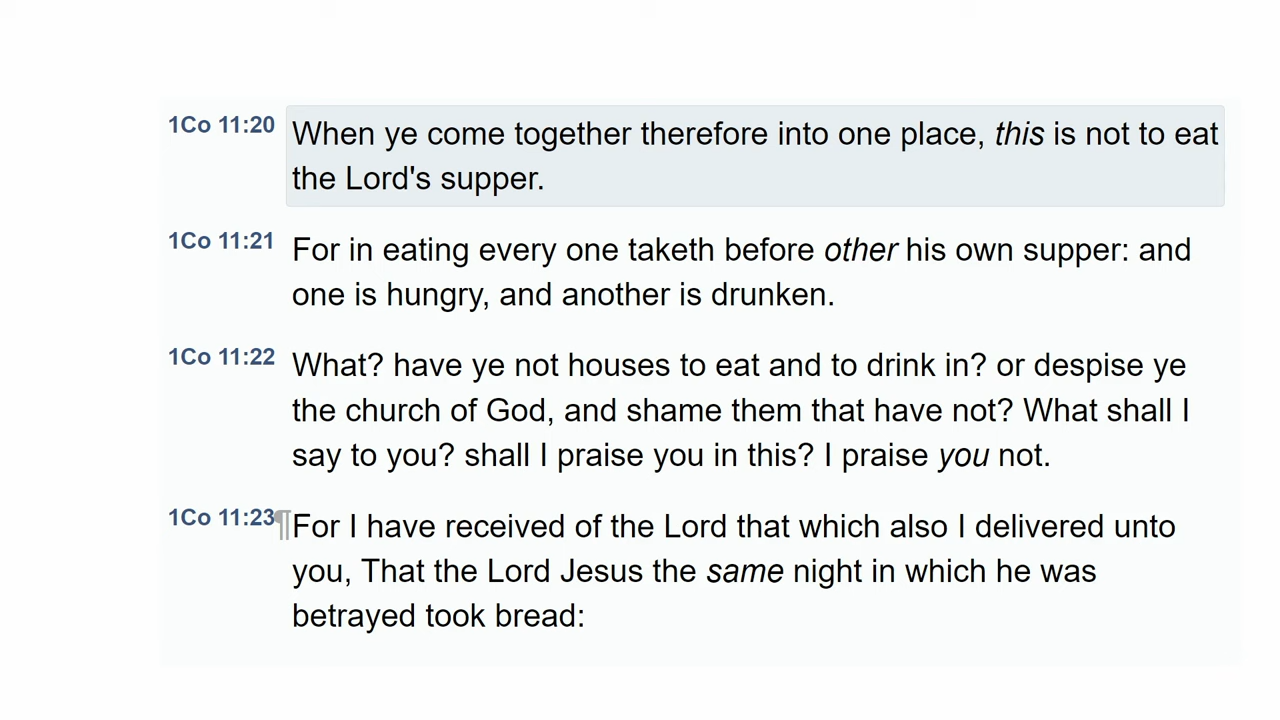 1Co 11:20 When ye come together therefore into one place, this is not to eat
the Lord's supper.
1Co 11:21 For in eating every one taketh before other his own supper: and
one is hungry, and another is drunken.
1Co 11:22 What? have ye not houses to eat and to drink in? or despise ye
the church of God, and shame them that have not? What shall I
say to you? shall I praise you in this? I praise you not.
1Co 11:23 ¶For I have received of the Lord that which also I delivered unto
you, That the Lord Jesus the same night in which he was
betrayed took bread: